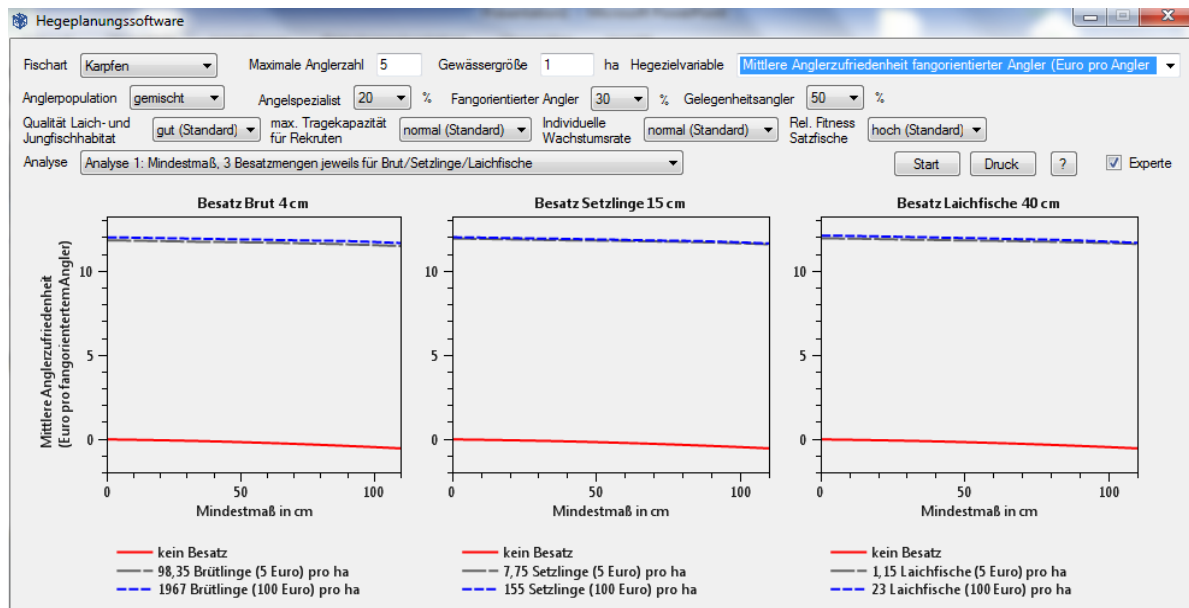 Hegeplanungssoftware
Fischart Karpfen Maximale Anglerzahl 5 Gewässergröße 1 ha Hegezielvariable Mittlere Anglerzufriedenheit fangorientierter Angler (Euro pro Angler
Anglerpopulation gemischt Angelspezialist 20 % Fangorientierter Angler 30 % Gelegenheitsangler 50 %
Qualität Laich- und Jungfischhabitat gut (Standard) max. Tragekapazität für Rekruten normal (Standard) Individuelle Wachstumsrate normal (Standard) Rel. Fitness Satzfische hoch (Standard)
Analyse Analyse 1: Mindestmaß, 3 Besatzmengen jeweils für Brut/Setzlinge/Laichfische Start Druck ? Experte
Besatz Brut 4 cm Besatz Setzlinge 15 cm Besatz Laichfische 40 cm
Mittlere Anglerzufriedenheit
(Euro pro fangorientiertem Angler)
10 10 10
5 5 5
0 0 0
0 50 100 0 50 100 0 50 100
Mindestmaß in cm Mindestmaß in cm Mindestmaß in cm
kein Besatz kein Besatz kein Besatz
98,35 Brütlinge (5 Euro) pro ha 7,75 Setzlinge (5 Euro) pro ha 1,15 Laichfische (5 Euro) pro ha
1967 Brütlinge (100 Euro) pro ha 155 Setzlinge (100 Euro) pro ha 23 Laichfische (100 Euro) pro ha